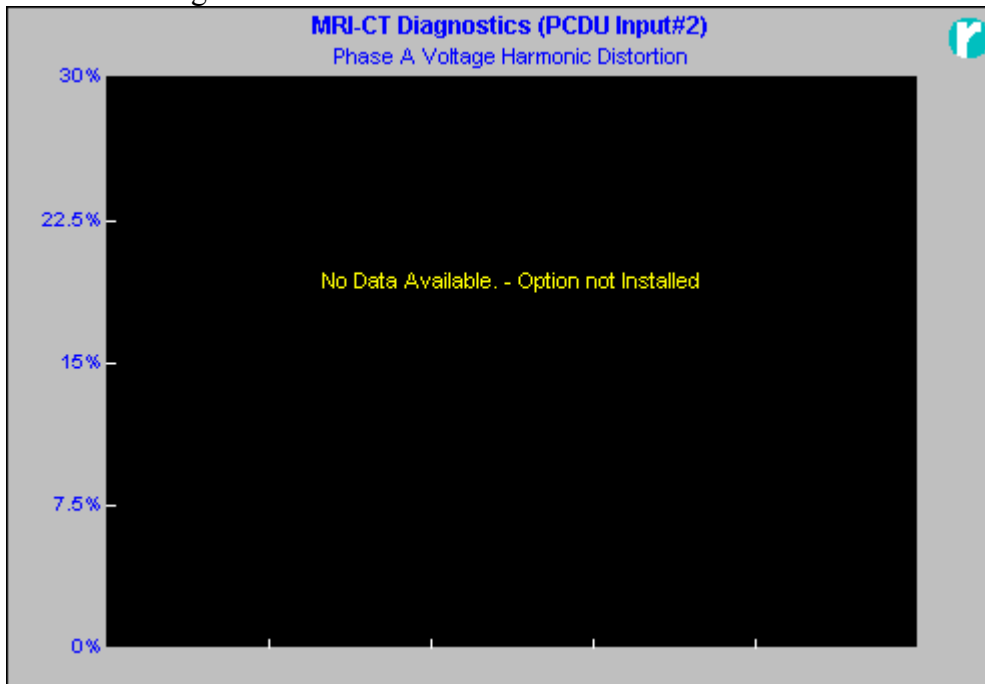 MRI-CT Diagnostics (PCDU Input#2)
Phase A Voltage Harmonic Distortion
r
30%
22.5%
No Data Available. - Option not Installed
15%
7.5%
0%